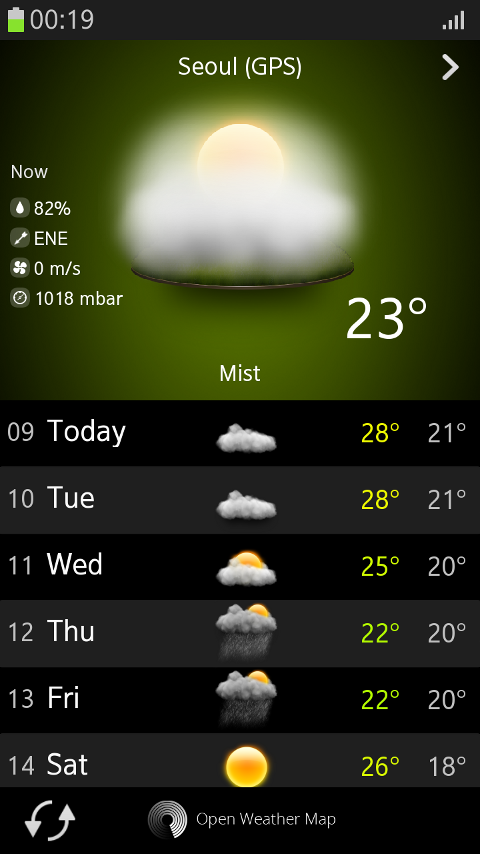 00:19
Seoul (GPS)
Now
82%
ENE
0 m/s
1018 mbar
23°
Mist
09 Today 28° 21°
10 Tue 28° 21°
11 Wed 25° 20°
12 Thu 22° 20°
13 Fri 22° 20°
14 Sat 26° 18°
Open Weather Map